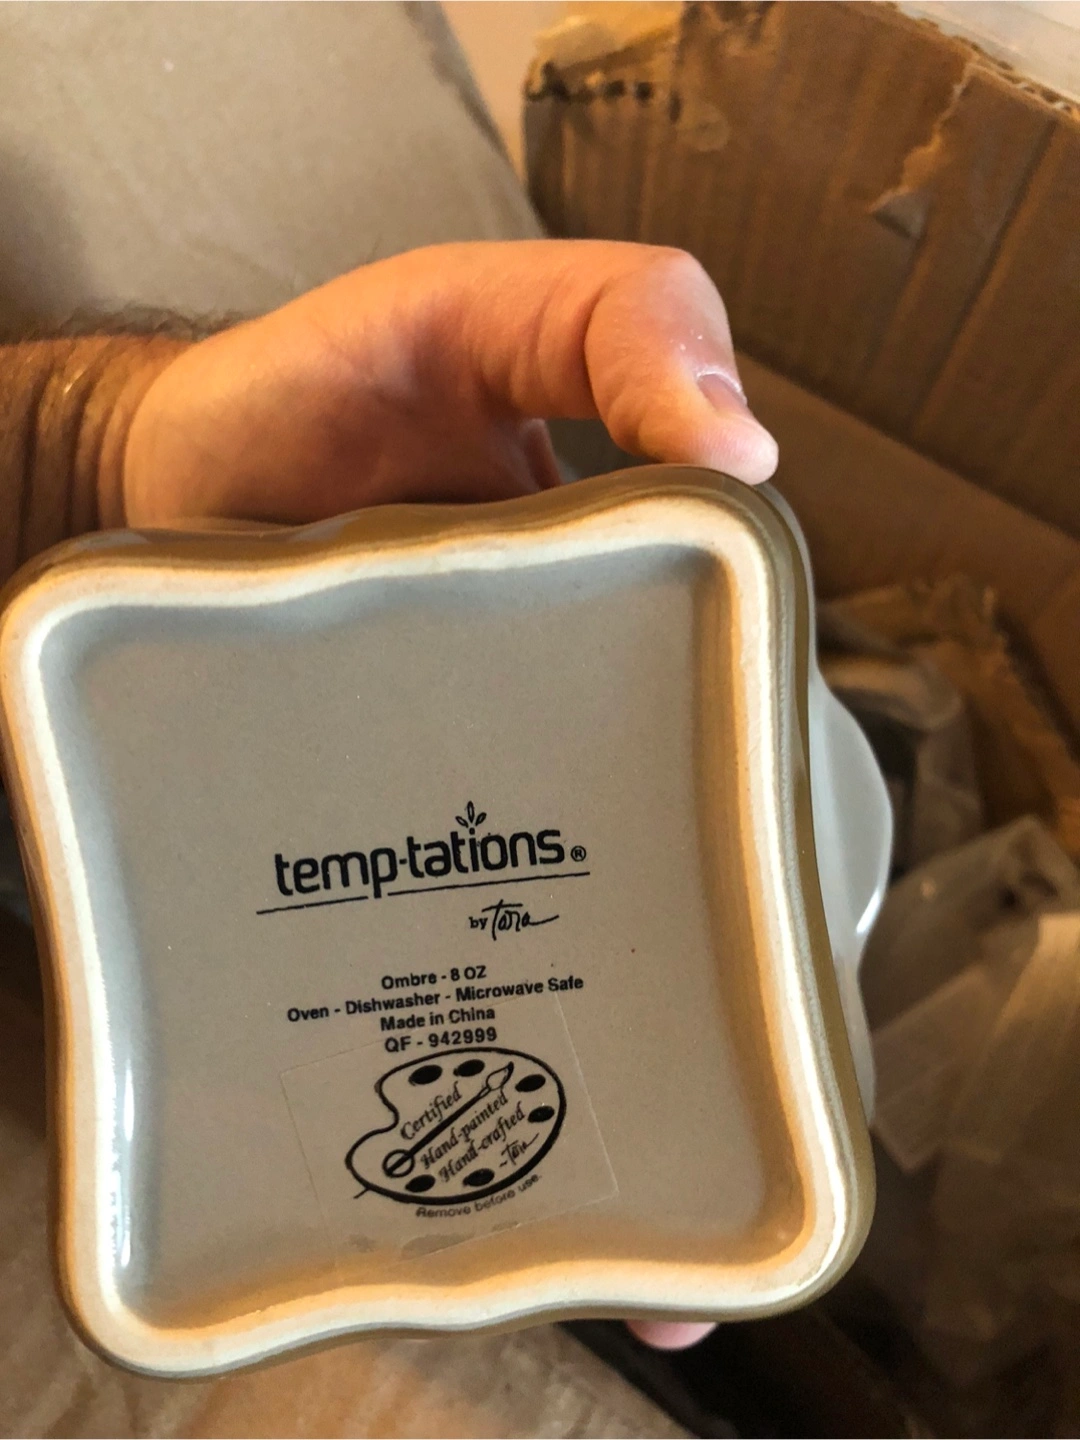 temp-tations®
by Tara
Ombre - 8 OZ
Oven - Dishwasher - Microwave Safe
Made in China
QF - 942999
Certified
Hand-painted
Hand-crafted
-Tara
Remove before use.